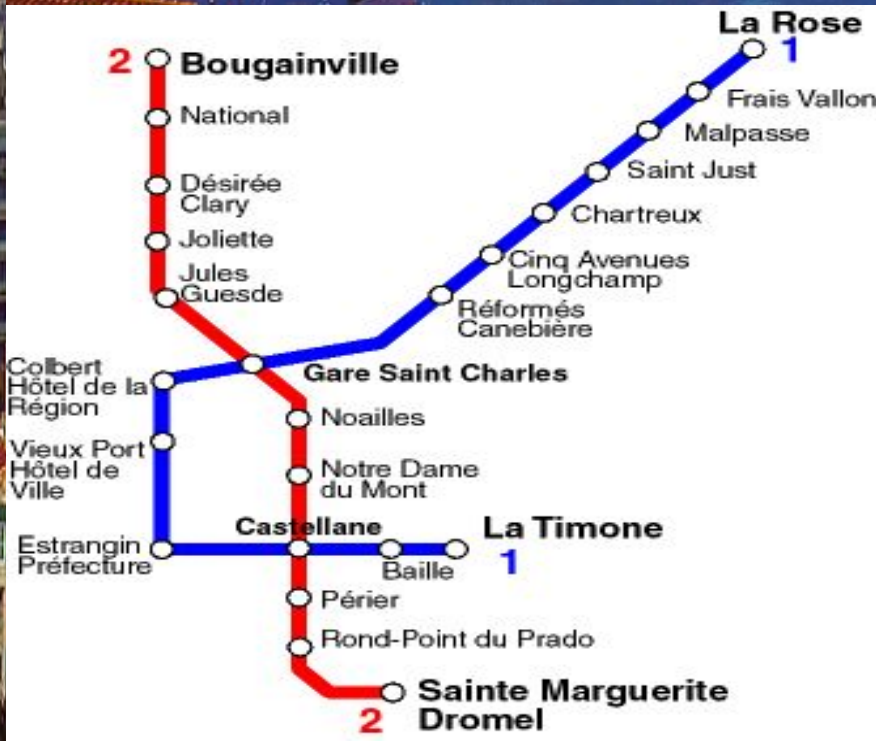 La Rose
1
2 Bougainville
Frais Vallon
National
Malpasse
Saint Just
Désirée
Clary
Chartreux
Joliette
Cinq Avenues
Longchamp
Jules
Guesde
Réformés
Canebière
Colbert
Hôtel de la
Région
Gare Saint Charles
Noailles
Vieux Port
Hôtel de
Ville
Notre Dame
du Mont
Castellane
La Timone
1
Estrangin
Préfecture
Baille
Périer
Rond-Point du Prado
Sainte Marguerite
Dromel
2